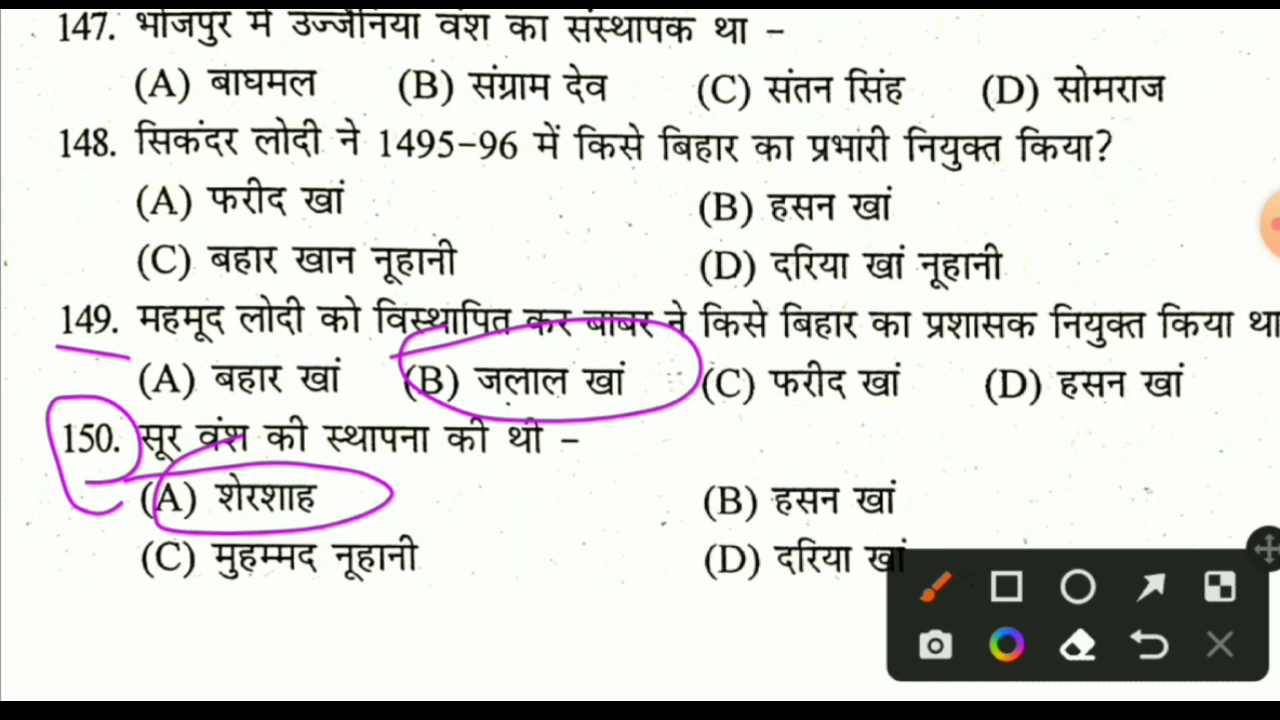 147. भोजपुर में उज्जैनिया वंश का संस्थापक था –
(A) बाघमल (B) संग्राम देव (C) संतन सिंह (D) सोमराज
148. सिकंदर लोदी ने 1495-96 में किसे बिहार का प्रभारी नियुक्त किया?
(A) फरीद खां (B) हसन खां
(C) बहार खान नूहानी (D) दरिया खां नूहानी
149. महमूद लोदी को विस्थापित कर बाबर ने किसे बिहार का प्रशासक नियुक्त किया था
(A) बहार खां (B) जलाल खां (C) फरीद खां (D) हसन खां
150. सूर वंश की स्थापना की थी –
(A) शेरशाह (B) हसन खां
(C) मुहम्मद नूहानी (D) दरिया खां